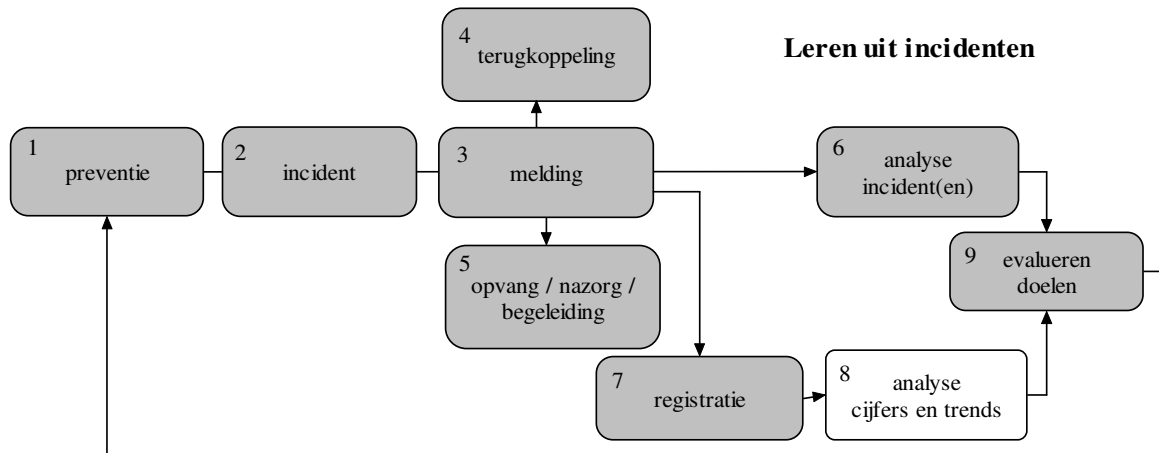 Leren uit incidenten
1
preventie
2
incident
3
melding
4
terugkoppeling
5
opvang / nazorg /
begeleiding
6
analyse
incident(en)
7
registratie
8
analyse
cijfers en trends
9
evalueren
doelen